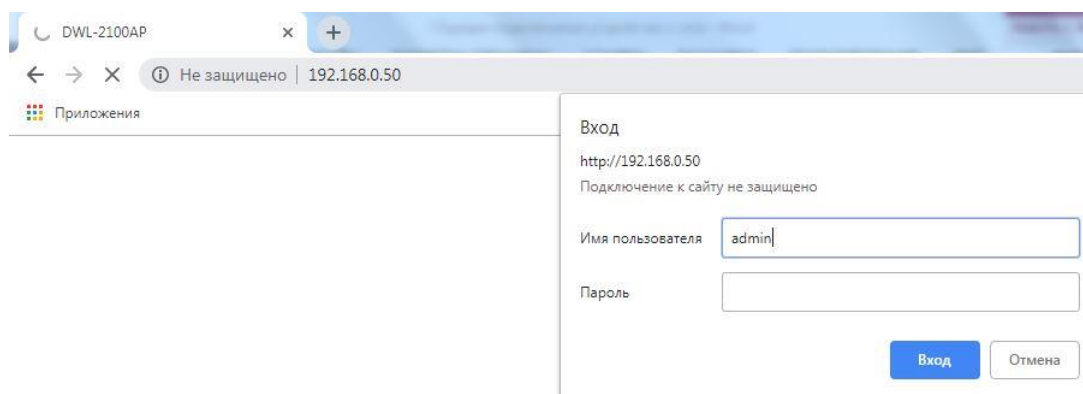 DWL-2100AP
Не защищено | 192.168.0.50
Приложения
Вход
http://192.168.0.50
Подключение к сайту не защищено
Имя пользователя admin
Пароль
Вход Отмена